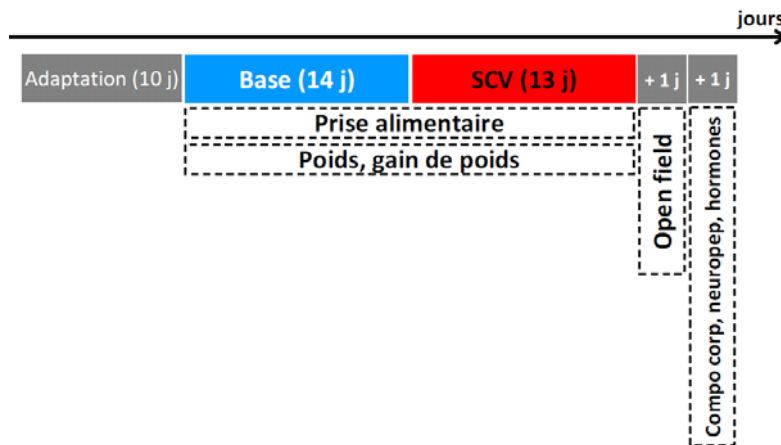 jours
Adaptation (10 j)
Base (14 j)
SCV (13 j)
+ 1 j
+ 1 j
Prise alimentaire
Poids, gain de poids
Open field
Compo corp, neuropep, hormones